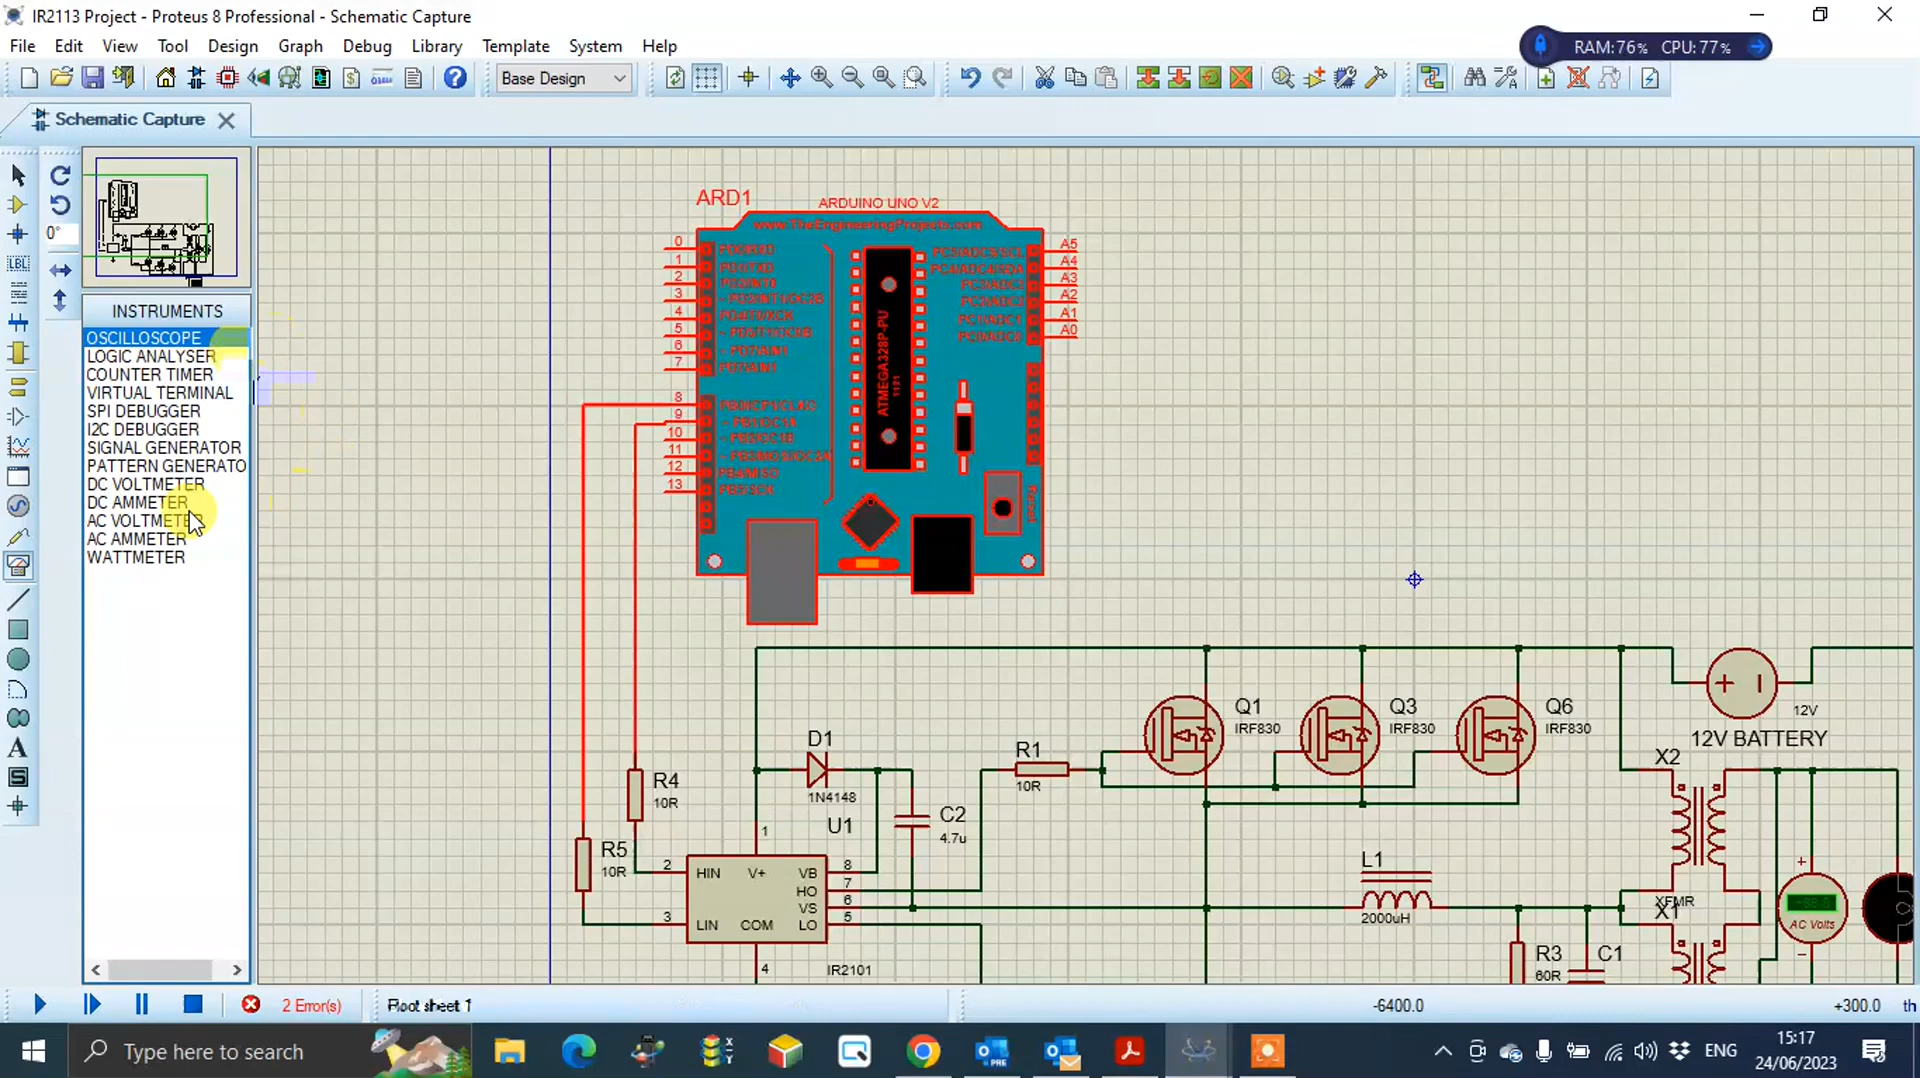 IR2113 Project - Proteus 8 Professional - Schematic Capture
File Edit View Tool Design Graph Debug Library Template System Help
RAM:76% CPU:77%
Base Design
Schematic Capture
0°
LBL
INSTRUMENTS
OSCILLOSCOPE
LOGIC ANALYSER
COUNTER TIMER
VIRTUAL TERMINAL
SPI DEBUGGER
I2C DEBUGGER
SIGNAL GENERATOR
PATTERN GENERATO
DC VOLTMETER
DC AMMETER
AC VOLTMETER
AC AMMETER
WATTMETER
ARD1
ARDUINO UNO V2
www.TheEngineeringProjects.com
0
1
2
3
4
5
6
7
8
9
10
11
12
13
A5
A4
A3
A2
A1
A0
ATMEGA328P-PU
1121
Reset
Q1
IRF830
Q3
IRF830
Q6
IRF830
12V
12V BATTERY
X2
D1
1N4148
R1
10R
R4
10R
U1
C2
4.7u
R5
10R
1
2
3
4
8
7
6
5
HIN V+ VB
HO
VS
LIN COM LO
IR2101
L1
2000uH
XFMR
X1
AC Volts
R3
60R
C1
2 Error(s)
Root sheet 1
-6400.0
+300.0
th
Type here to search
ENG
15:17
24/06/2023